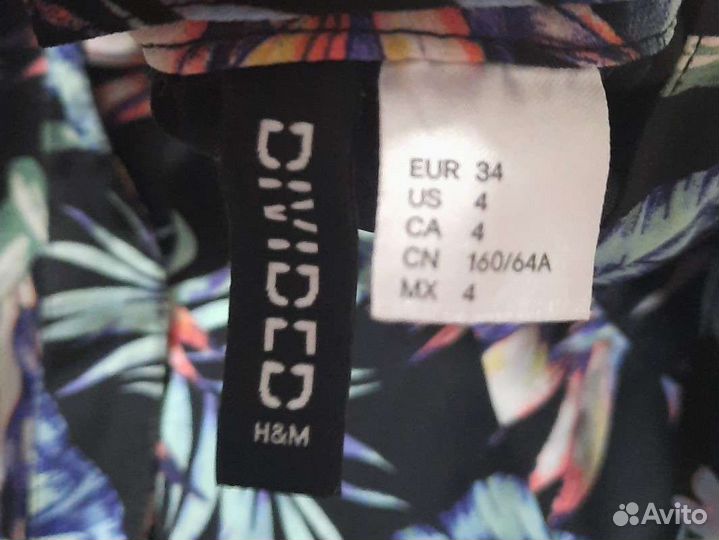 DIVIDED
H&M
EUR 34
US 4
CA 4
CN 160/64A
MX 4
Avito